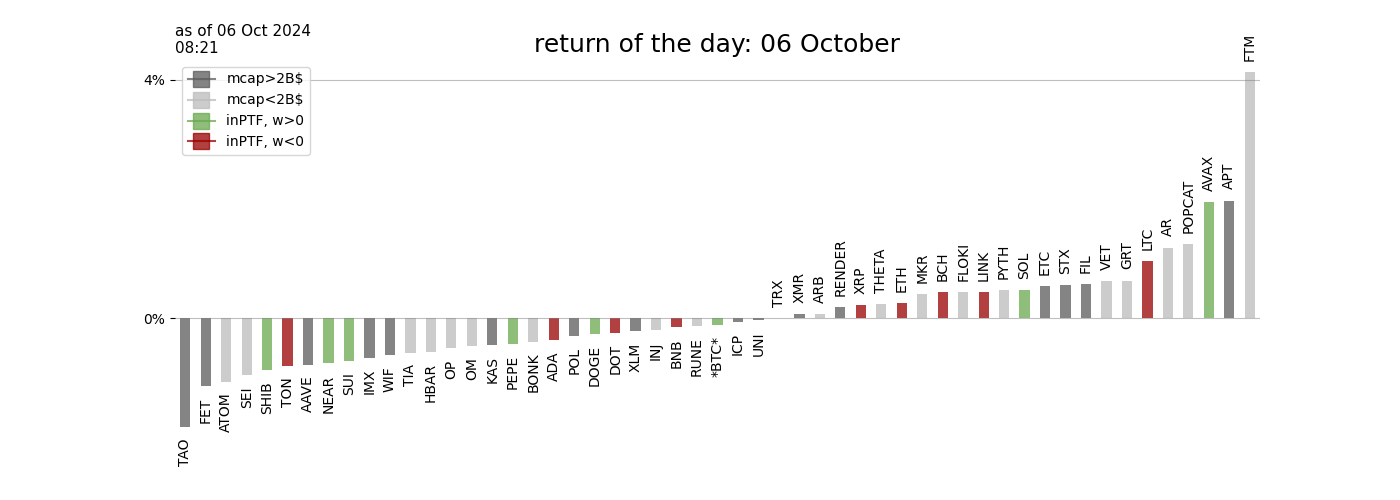 as of 06 Oct 2024
08:21
return of the day: 06 October
4%
0%
mcap>2B$
mcap<2B$
inPTF, w>0
inPTF, w<0
TAO
FET
ATOM
SEI
SHIB
TON
AAVE
NEAR
SUI
IMX
WIF
TIA
HBAR
OP
OM
KAS
PEPE
BONK
ADA
POL
DOGE
DOT
XLM
INJ
BNB
RUNE
*BTC*
ICP
UNI
TRX
XMR
ARB
RENDER
XRP
THETA
ETH
MKR
BCH
FLOKI
LINK
PYTH
SOL
ETC
STX
FIL
VET
GRT
LTC
AR
POPCAT
AVAX
APT
FTM